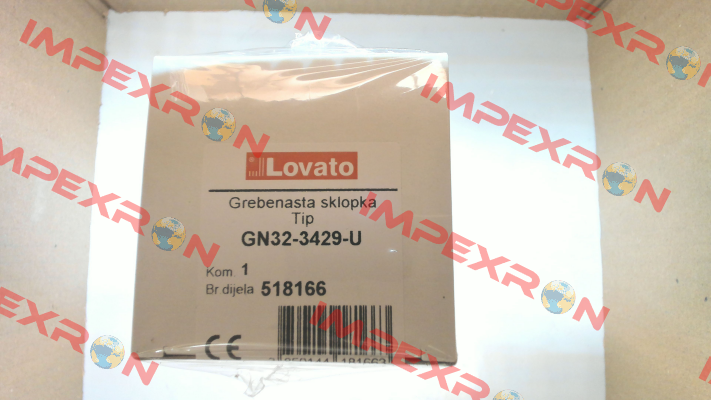 Lovato
Grebenasta sklopka
Tip
GN32-3429-U
Kom. 1
Br dijela 518166
CE
IMPEXRON
IMPEXRON
IMPEXRON
IMPEXRON
IMPEXRON
IMPEXRON
IMPEXRON